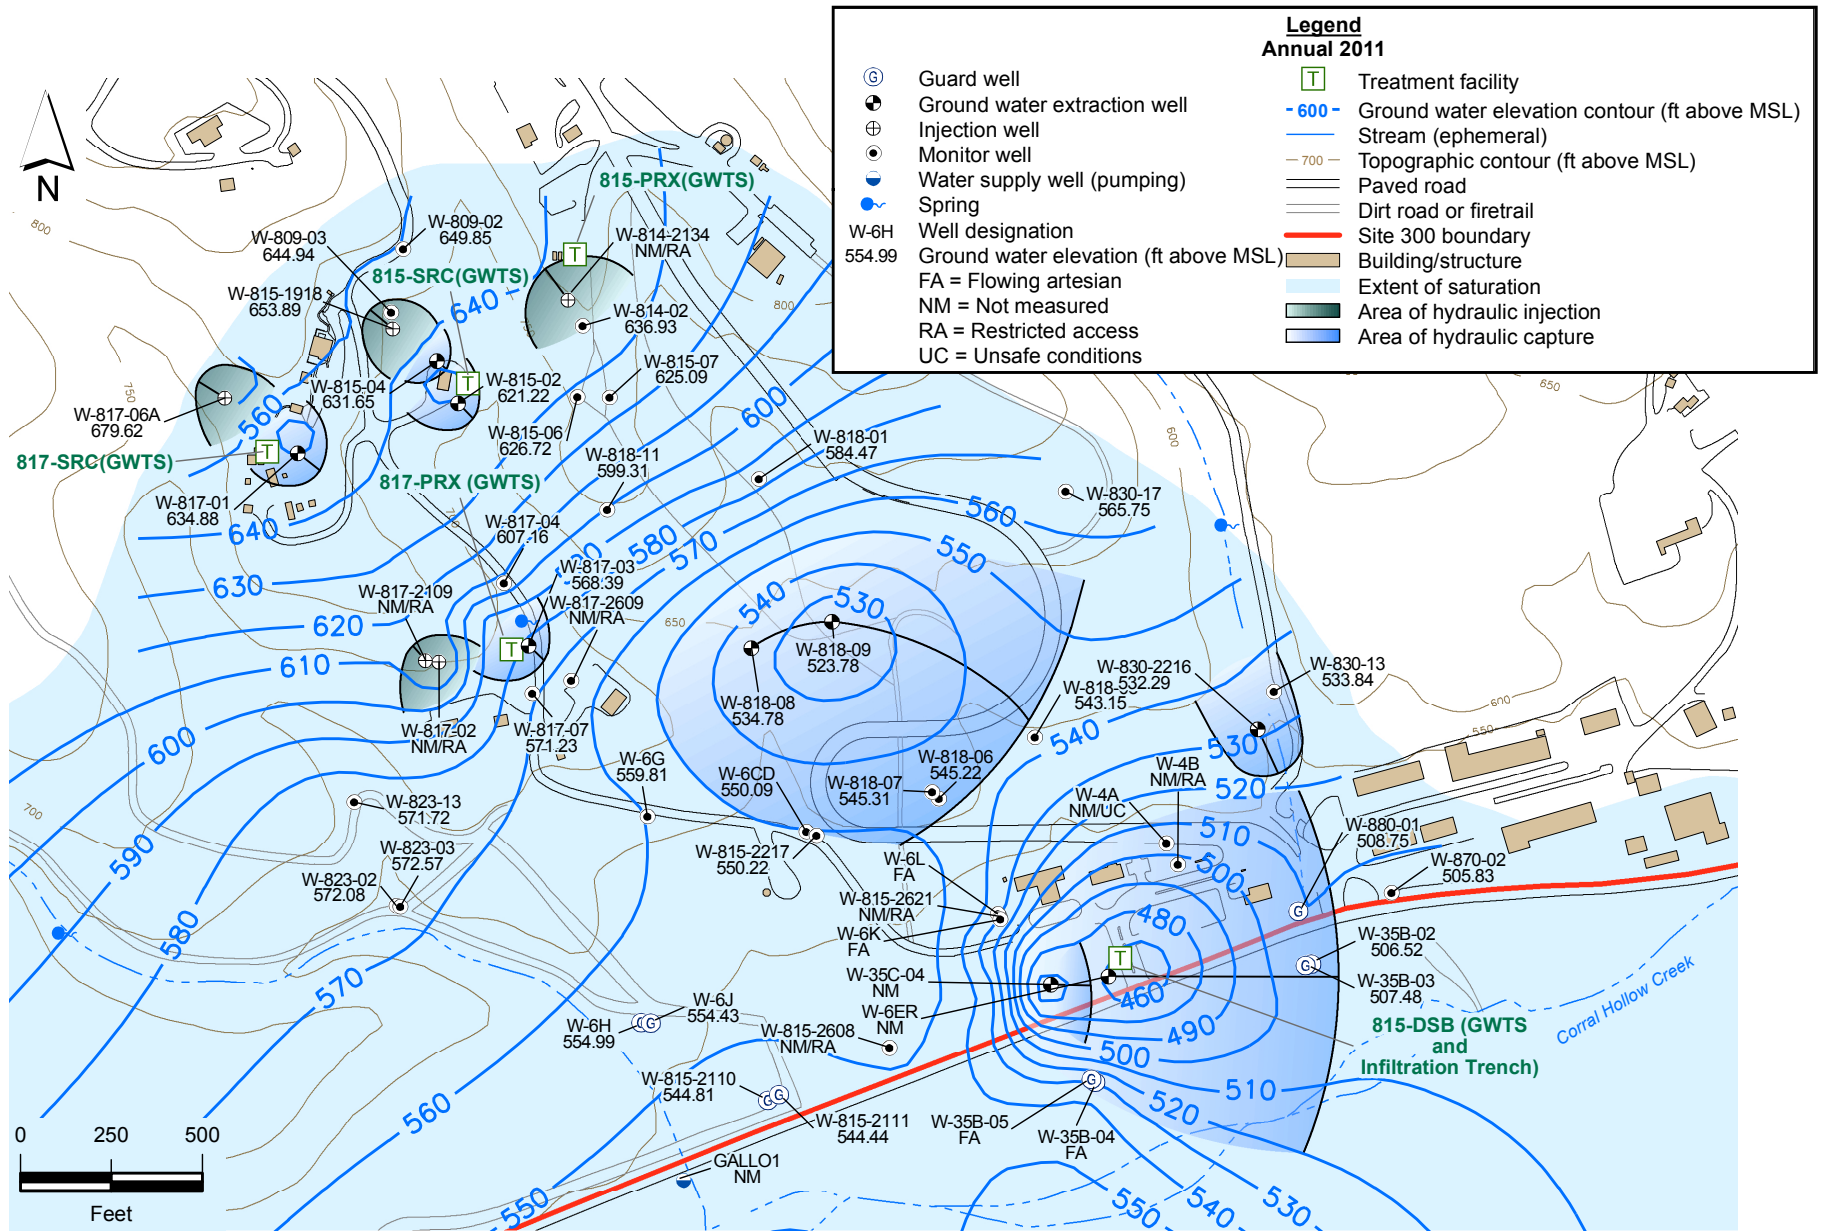 Legend
Annual 2011
Guard well
Ground water extraction well
Injection well
Monitor well
Water supply well (pumping)
Spring
W-6H Well designation
554.99 Ground water elevation (ft above MSL)
FA = Flowing artesian
NM = Not measured
RA = Restricted access
UC = Unsafe conditions
T Treatment facility
600 Ground water elevation contour (ft above MSL)
Stream (ephemeral)
700 Topographic contour (ft above MSL)
Paved road
Dirt road or firetrail
Site 300 boundary
Building/structure
Extent of saturation
Area of hydraulic injection
Area of hydraulic capture
N
815-PRX(GWTS)
W-809-02
649.85
W-809-03
644.94
815-SRC(GWTS)
W-814-2134
NM/RA
W-815-1918
653.89
W-814-02
636.93
W-815-07
625.09
W-815-04
631.65
W-815-02
621.22
W-817-06A
679.62
W-815-06
626.72
817-SRC(GWTS)
W-818-11
599.31
W-818-01
584.47
817-PRX (GWTS)
W-817-01
634.88
W-830-17
565.75
W-817-04
607.16
W-817-03
568.39
W-817-2109
NM/RA
W-817-2609
NM/RA
W-818-09
523.78
W-818-08
534.78
W-830-2216
532.29
W-830-13
533.84
543.15
W-817-02
NM/RA
W-817-07
571.23
W-6G
559.81
W-6CD
550.09
W-818-06
545.22
W-818-07
545.31
W-4B
NM/RA
W-4A
NM/UC
W-823-13
571.72
W-823-03
572.57
W-823-02
572.08
W-815-2217
550.22
W-6L
FA
W-880-01
508.75
W-870-02
505.83
W-815-2621
NM/RA
W-6K
FA
W-35B-02
506.52
W-35C-04
NM
W-35B-03
507.48
W-6ER
NM
W-6J
554.43
W-6H
554.99
W-815-2608
NM/RA
815-DSB (GWTS
and
Infiltration Trench)
Corral Hollow Creek
W-815-2110
544.81
W-815-2111
544.44
W-35B-05
FA
W-35B-04
FA
GALLO1
NM
0 250 500
Feet
800
750
700
700
650
800
600
650
600
550
640
600
560
640
630
620
610
600
590
580
570
560
550
580
570
560
550
540
530
540
530
520
510
500
480
460
490
500
510
520
530
540
550